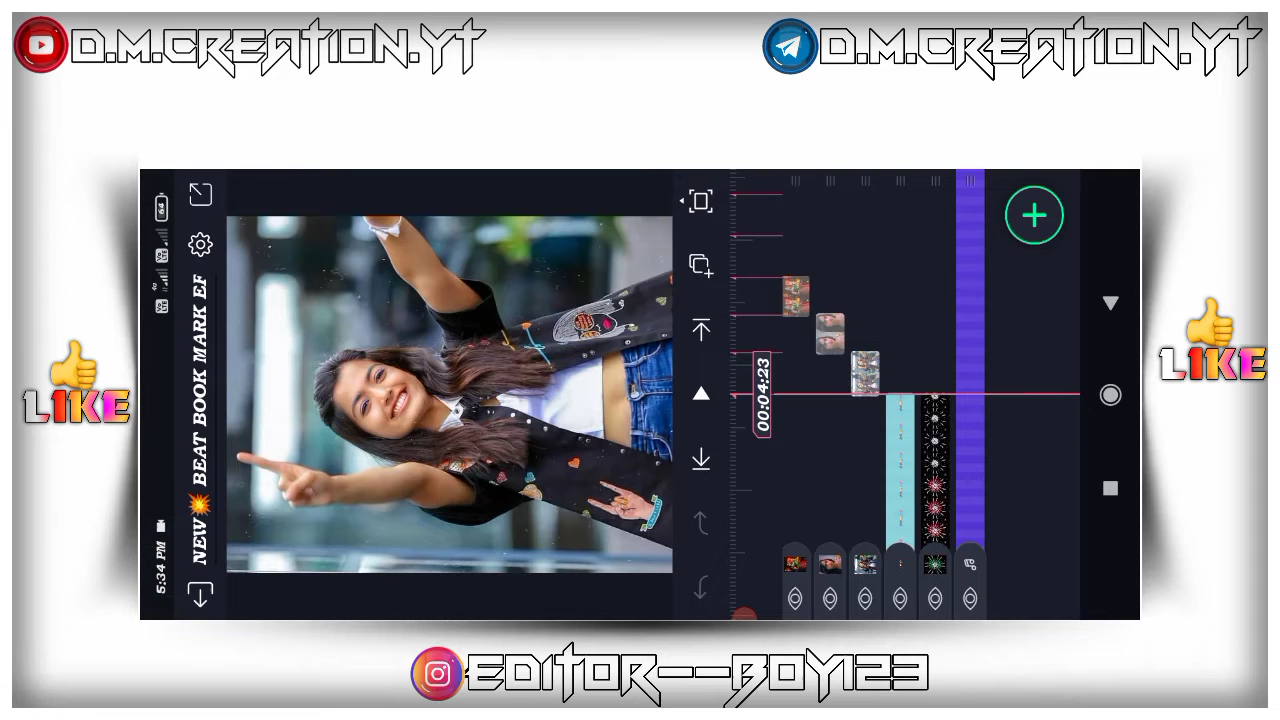 D.M.CREATION.YT
D.M.CREATION.YT
5:34 PM
64
NEW💥 BEAT BOOK MARK EF
00:04:23
LIKE
LIKE
EDITOR--BOY123